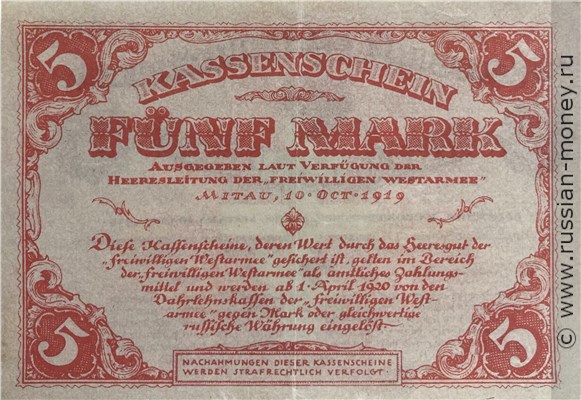 5 5
KASSENSCHEIN
FÜNF MARK
AUSGEGEBEN LAUT VERFÜGUNG DER
HEERESLEITUNG DER „FREIWILLIGEN WESTARMEE"
MITAU, 10·OCT·1919
Diese Kassenscheine, deren Wert durch das Heeresgut der
„freiwilligen Westarmee" gesichert ist, gelten im Bereich
der „freiwilligen Westarmee" als amtliches Zahlungs-
mittel und werden ab 1·April 1920 von den
Dahrlehnskassen der „freiwilligen West-
armee" gegen Mark oder gleichwertige
russische Währung eingelöst·
5 5
NACHAHMUNGEN DIESER KASSENSCHEINE
WERDEN STRAFRECHTLICH VERFOLGT·
© www.russian-money.ru